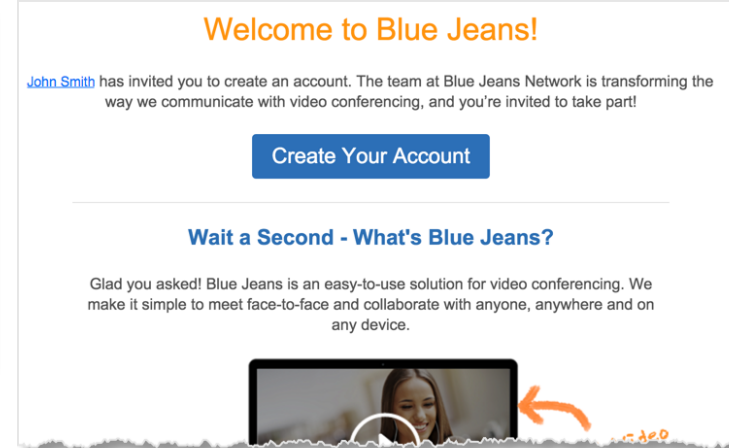 Welcome to Blue Jeans!
John Smith has invited you to create an account. The team at Blue Jeans Network is transforming the
way we communicate with video conferencing, and you're invited to take part!
Create Your Account
Wait a Second - What's Blue Jeans?
Glad you asked! Blue Jeans is an easy-to-use solution for video conferencing. We
make it simple to meet face-to-face and collaborate with anyone, anywhere and on
any device.